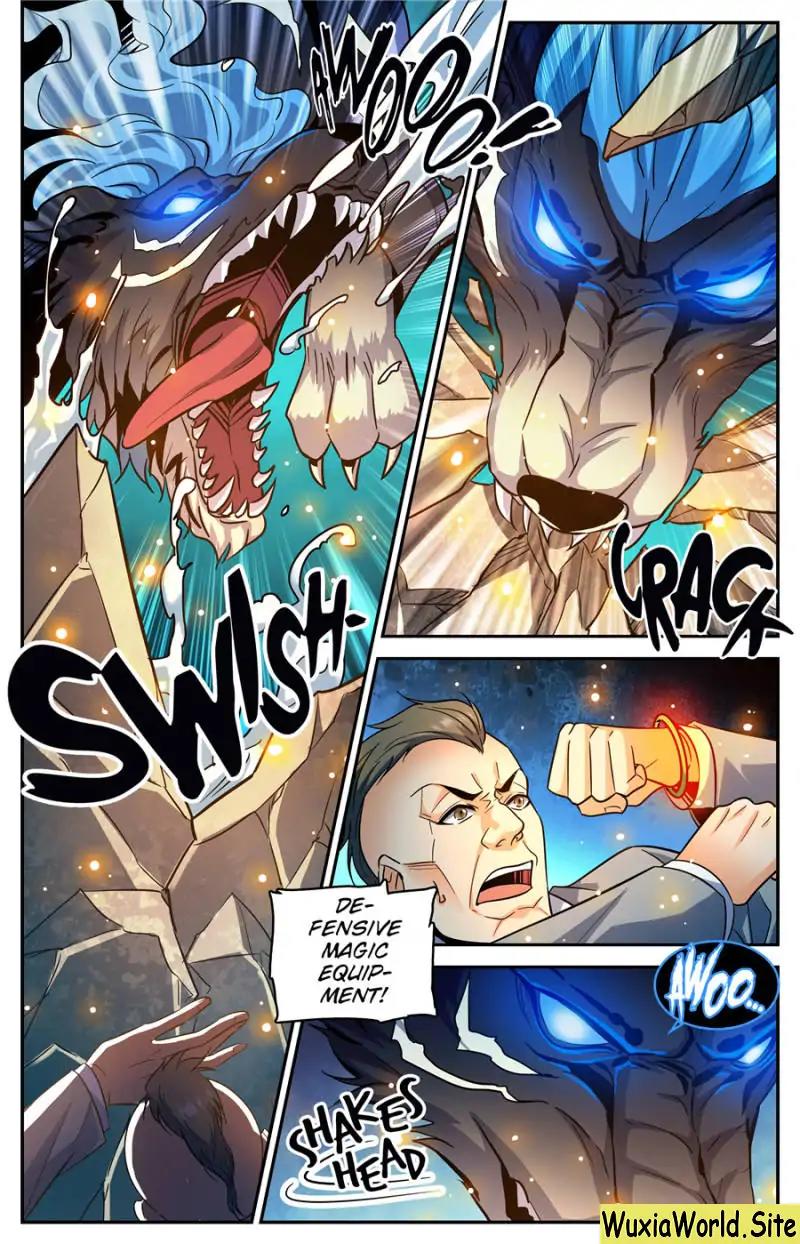 AWOOO!
CRACK
SWISH-
DE-
FENSIVE
MAGIC
EQUIP-
MENT!
AWOO...
SHAKES
HEAD
WuxiaWorld.Site